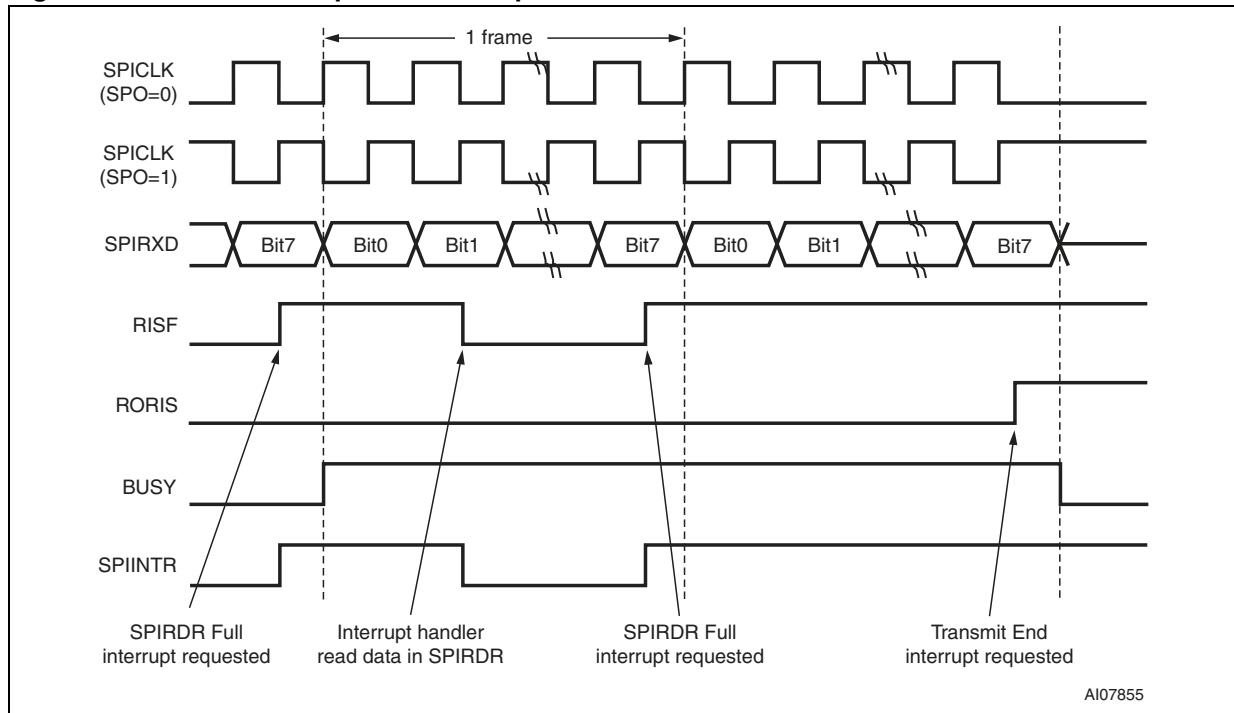 1 frame
SPICLK
(SPO=0)
SPICLK
(SPO=1)
SPIRXD
Bit7
Bit0
Bit1
Bit7
Bit0
Bit1
Bit7
RISF
RORIS
BUSY
SPIINTR
SPIRDR Full
interrupt requested
Interrupt handler
read data in SPIRDR
SPIRDR Full
interrupt requested
Transmit End
interrupt requested
AI07855